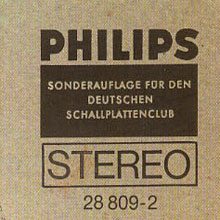 PHILIPS
SONDERAUFLAGE FÜR DEN
DEUTSCHEN
SCHALLPLATTENCLUB
STEREO
28 809-2